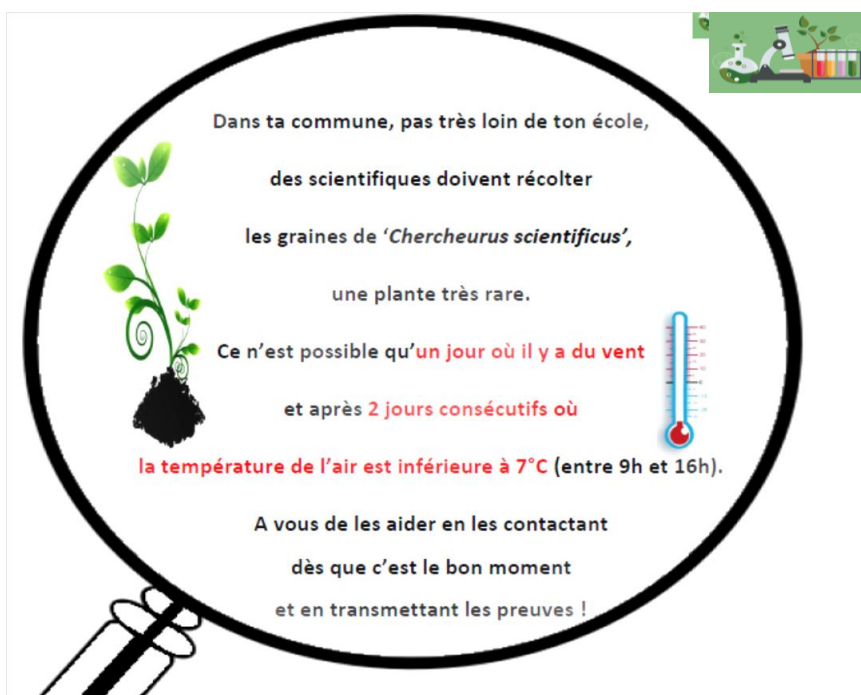 Dans ta commune, pas très loin de ton école,
des scientifiques doivent récolter
les graines de ‘Chercheurus scientificus’,
une plante très rare.
Ce n’est possible qu’un jour où il y a du vent
et après 2 jours consécutifs où
la température de l’air est inférieure à 7°C (entre 9h et 16h).
A vous de les aider en les contactant
dès que c’est le bon moment
et en transmettant les preuves !